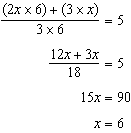 (2x × 6) + (3 × x) / 3 × 6 = 5
12x + 3x / 18 = 5
15x = 90
x = 6